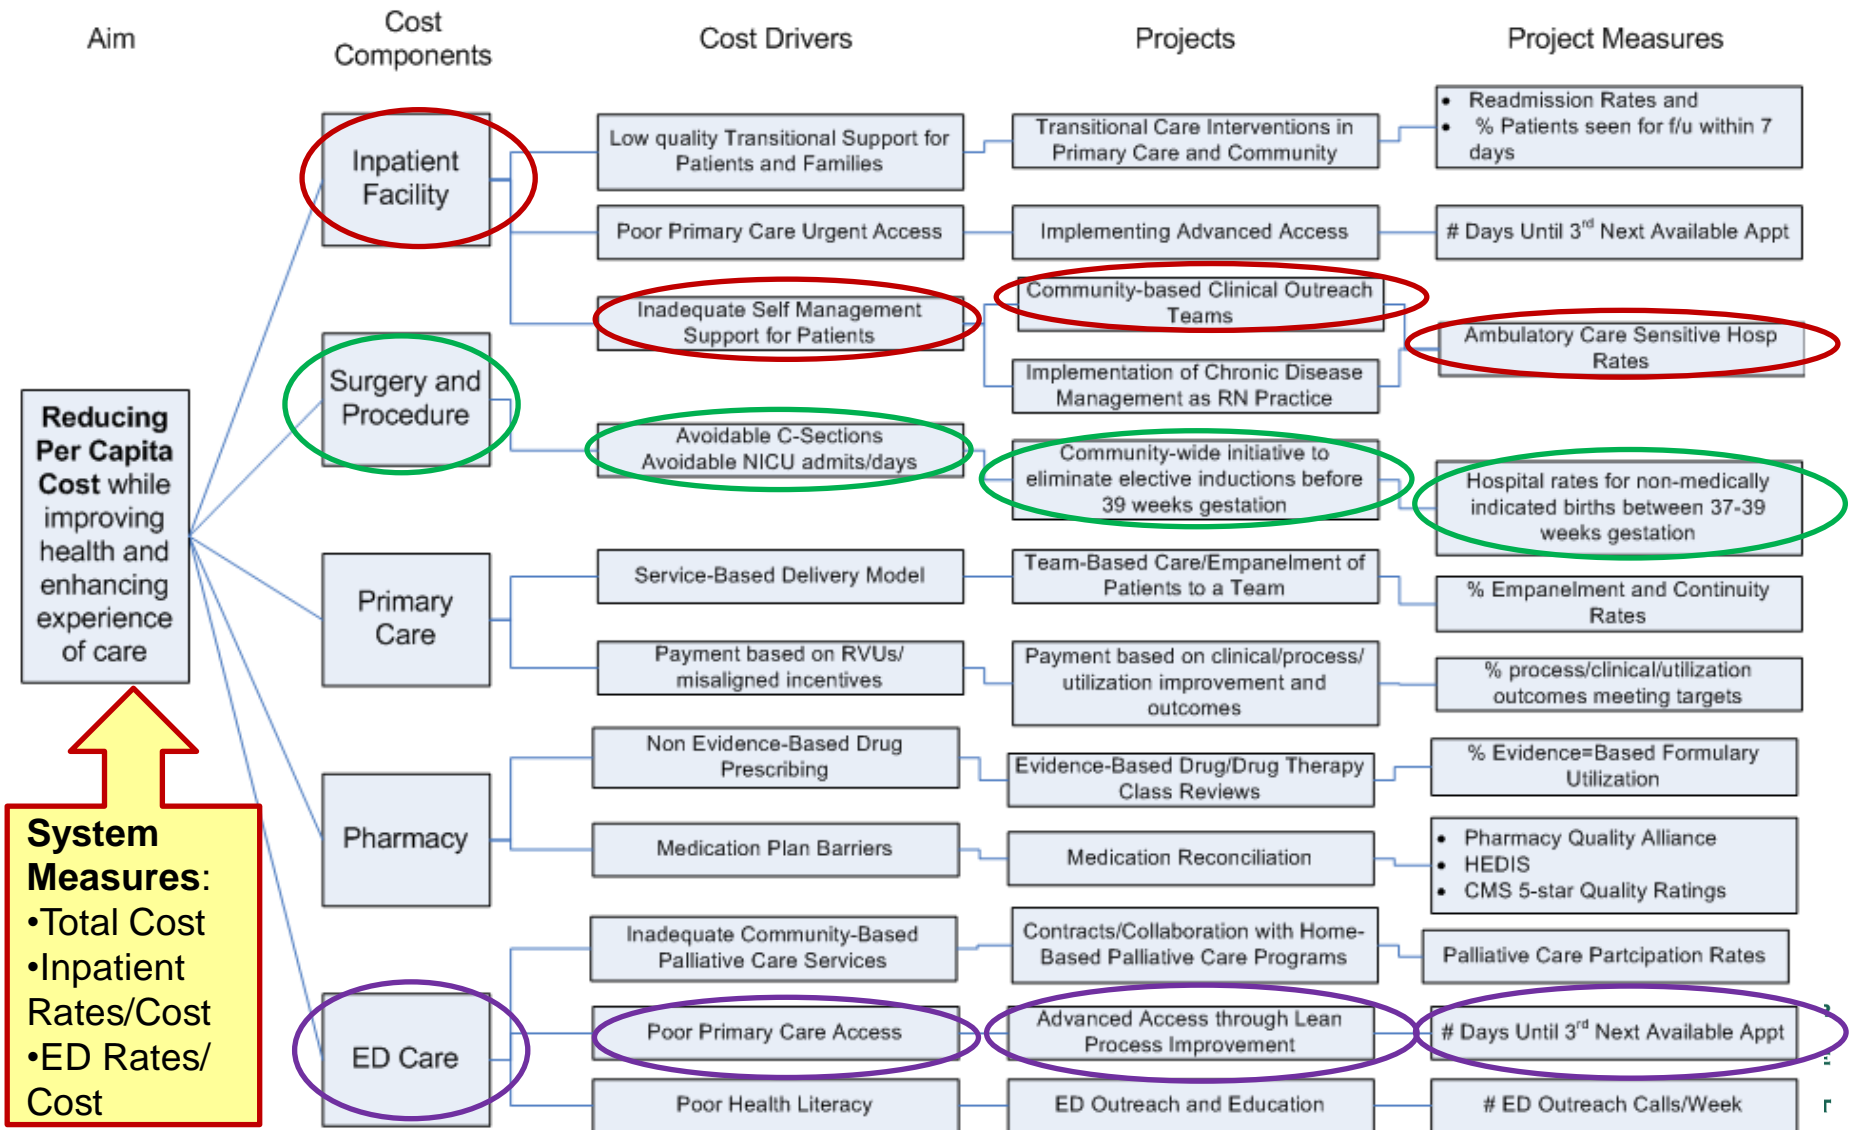 Aim
Cost
Components
Cost Drivers
Projects
Project Measures
Inpatient
Facility
Low quality Transitional Support for
Patients and Families
Transitional Care Interventions in
Primary Care and Community
• Readmission Rates and
• % Patients seen for f/u within 7
days
Poor Primary Care Urgent Access
Implementing Advanced Access
# Days Until 3rd Next Available Appt
Inadequate Self Management
Support for Patients
Community-based Clinical Outreach
Teams
Implementation of Chronic Disease
Management as RN Practice
Ambulatory Care Sensitive Hosp
Rates
Surgery and
Procedure
Avoidable C-Sections
Avoidable NICU admits/days
Community-wide initiative to
eliminate elective inductions before
39 weeks gestation
Hospital rates for non-medically
indicated births between 37-39
weeks gestation
Reducing
Per Capita
Cost while
improving
health and
enhancing
experience
of care
Primary
Care
Service-Based Delivery Model
Team-Based Care/Empanelment of
Patients to a Team
% Empanelment and Continuity
Rates
Payment based on RVUs/
misaligned incentives
Payment based on clinical/process/
utilization improvement and
outcomes
% process/clinical/utilization
outcomes meeting targets
Pharmacy
Non Evidence-Based Drug
Prescribing
Evidence-Based Drug/Drug Therapy
Class Reviews
% Evidence=Based Formulary
Utilization
Medication Plan Barriers
Medication Reconciliation
• Pharmacy Quality Alliance
• HEDIS
• CMS 5-star Quality Ratings
System
Measures:
•Total Cost
•Inpatient
Rates/Cost
•ED Rates/
Cost
ED Care
Inadequate Community-Based
Palliative Care Services
Contracts/Collaboration with Home-
Based Palliative Care Programs
Palliative Care Partcipation Rates
Poor Primary Care Access
Advanced Access through Lean
Process Improvement
# Days Until 3rd Next Available Appt
Poor Health Literacy
ED Outreach and Education
# ED Outreach Calls/Week